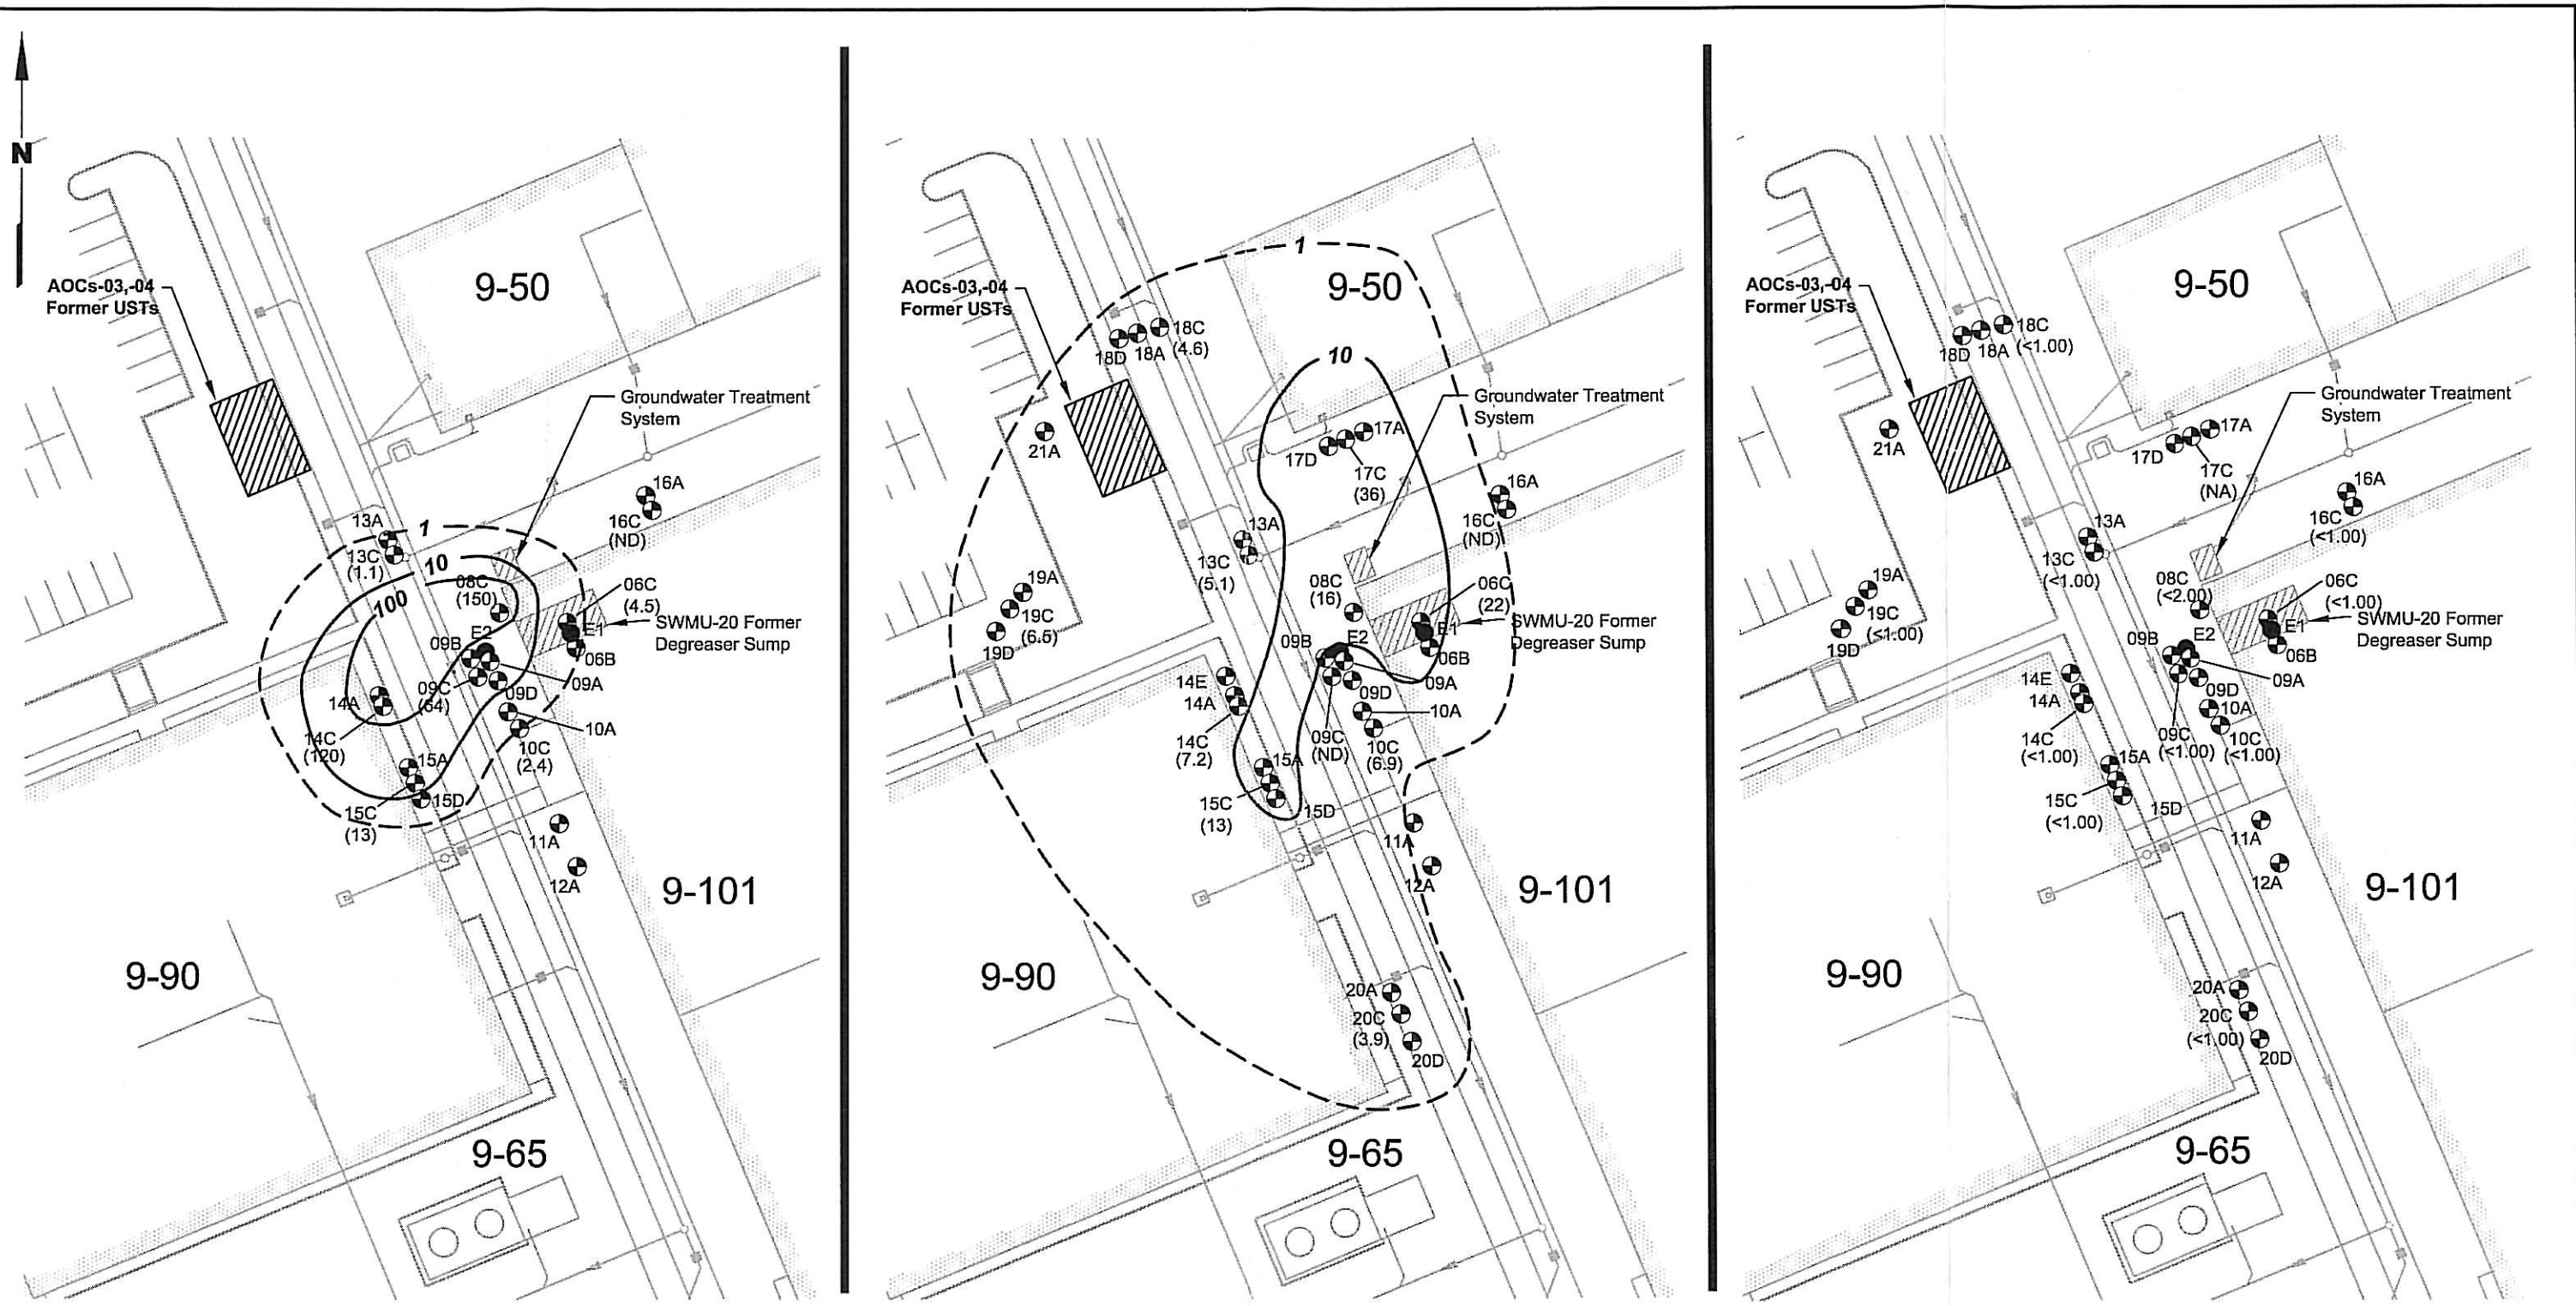 N
9-50
AOCs-03,-04
Former USTs
Groundwater Treatment
System
16A
16C
(ND)
13A
1
13C
(1.1)
10
100
08C
(150)
06C
(4.5)
SWMU-20 Former
Degreaser Sump
E2
E1
09B
06B
09A
09C
(64)
09D
14A
14C
(120)
10A
10C
(2.4)
15A
15C
(13)
15D
11A
12A
9-101
9-90
9-65
1
9-50
AOCs-03,-04
Former USTs
18C
(4.6)
18D
18A
10
Groundwater Treatment
System
17A
17D
17C
(36)
21A
16A
16C
(ND)
13A
13C
(5.1)
19A
19C
(6.5)
19D
08C
(16)
06C
(22)
SWMU-20 Former
Degreaser Sump
E2
E1
09B
06B
09A
09D
14E
14A
14C
(7.2)
09C
(ND)
10A
10C
(6.9)
15A
15C
(13)
15D
11A
12A
9-101
9-90
20A
20C
(3.9)
20D
9-65
9-50
AOCs-03,-04
Former USTs
18C
(<1.00)
18D
18A
Groundwater Treatment
System
17A
17D
17C
(NA)
21A
16A
16C
(<1.00)
13A
13C
(<1.00)
19A
19C
(<1.00)
19D
08C
(<2.00)
06C
(<1.00)
SWMU-20 Former
Degreaser Sump
E2
E1
09B
06B
09A
09D
14E
14A
14C
(<1.00)
09C
(<1.00)
10A
10C
(<1.00)
15A
15C
(<1.00)
15D
11A
12A
9-101
9-90
20A
20C
(<1.00)
20D
9-65